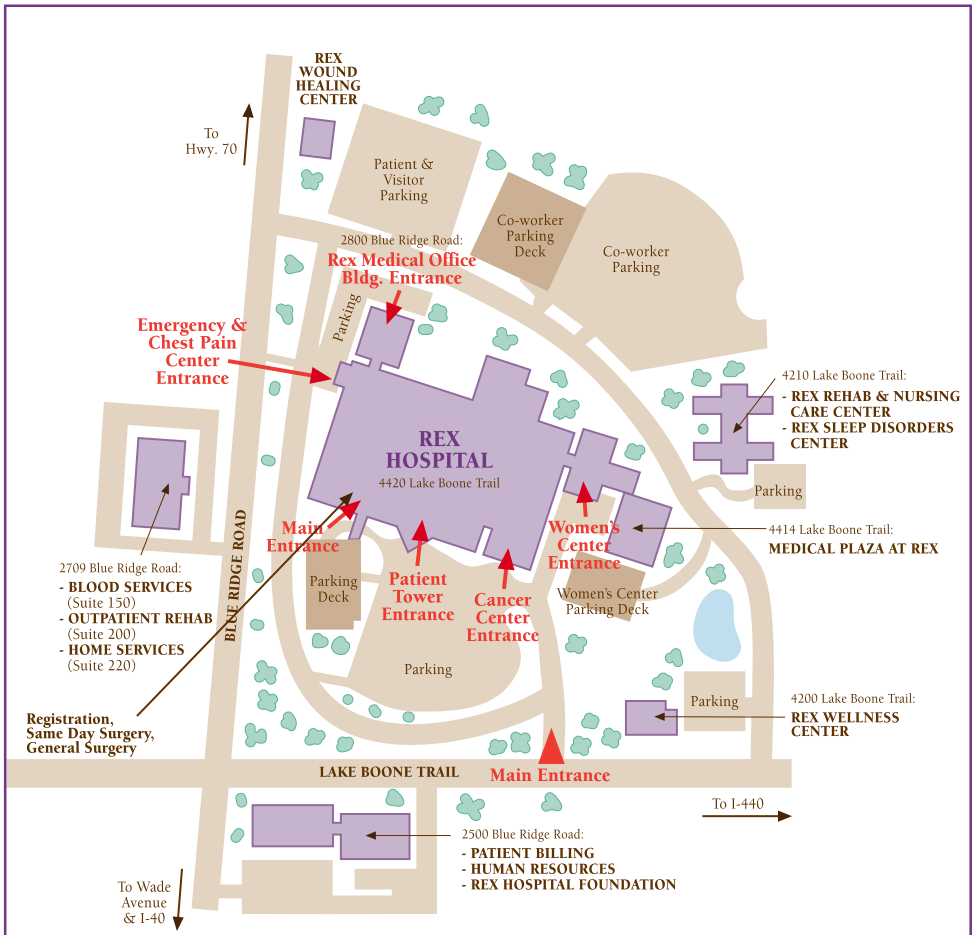 REX
WOUND
HEALING
CENTER
To
Hwy. 70
Patient &
Visitor
Parking
Co-worker
Parking
Deck
Co-worker
Parking
2800 Blue Ridge Road:
Rex Medical Office
Bldg. Entrance
Parking
Emergency &
Chest Pain
Center
Entrance
4210 Lake Boone Trail:
- REX REHAB & NURSING
CARE CENTER
- REX SLEEP DISORDERS
CENTER
REX
HOSPITAL
4420 Lake Boone Trail
Parking
Main
Entrance
Women's
Center
Entrance
4414 Lake Boone Trail:
MEDICAL PLAZA AT REX
BLUE RIDGE ROAD
2709 Blue Ridge Road:
- BLOOD SERVICES
(Suite 150)
- OUTPATIENT REHAB
(Suite 200)
- HOME SERVICES
(Suite 220)
Parking
Deck
Patient
Tower
Entrance
Cancer
Center
Entrance
Women's Center
Parking Deck
Parking
Parking
4200 Lake Boone Trail:
REX WELLNESS
CENTER
Registration,
Same Day Surgery,
General Surgery
LAKE BOONE TRAIL
Main Entrance
To I-440
2500 Blue Ridge Road:
- PATIENT BILLING
- HUMAN RESOURCES
- REX HOSPITAL FOUNDATION
To Wade
Avenue
& I-40